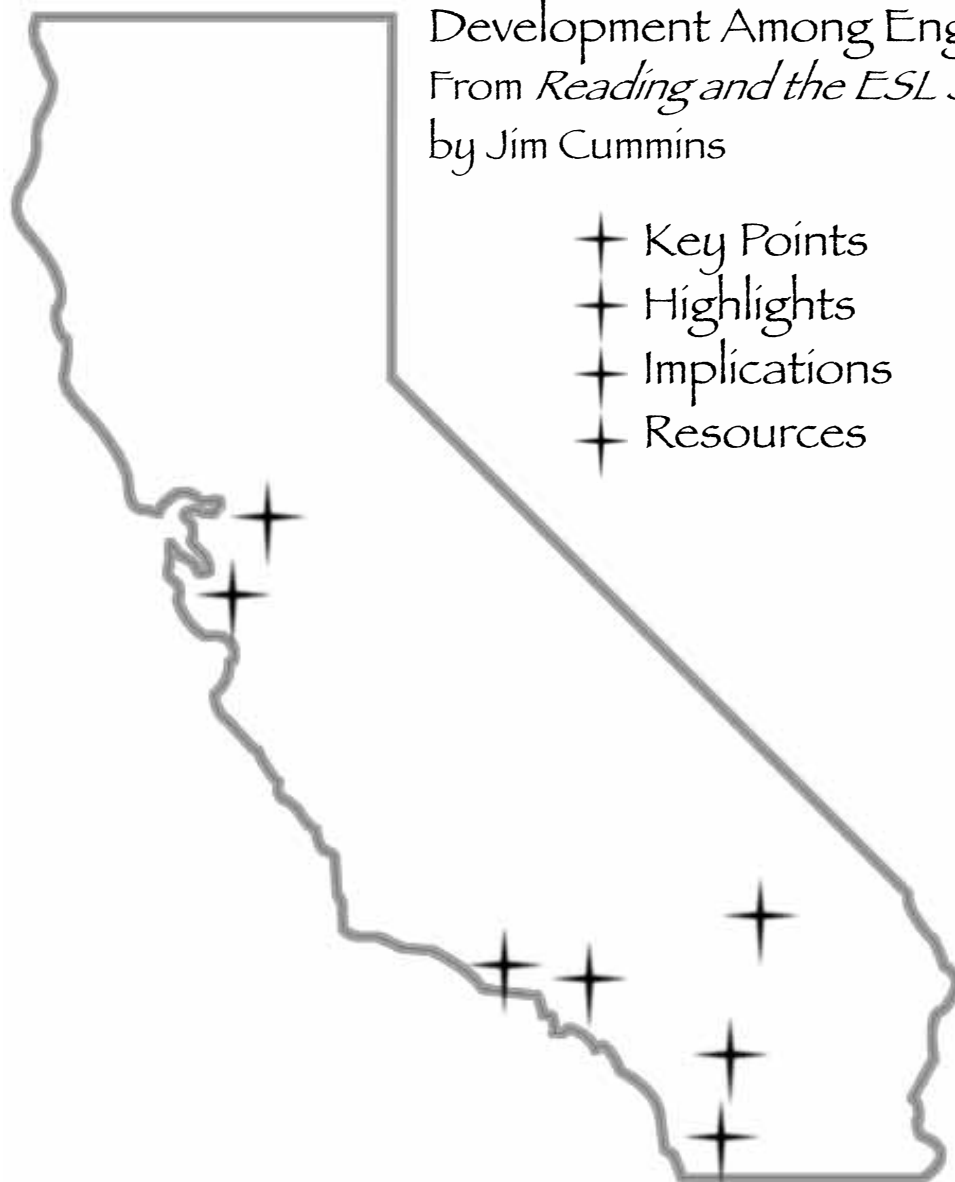 Development Among Eng
From Reading and the ESL S
by Jim Cummins
Key Points
Highlights
Implications
Resources